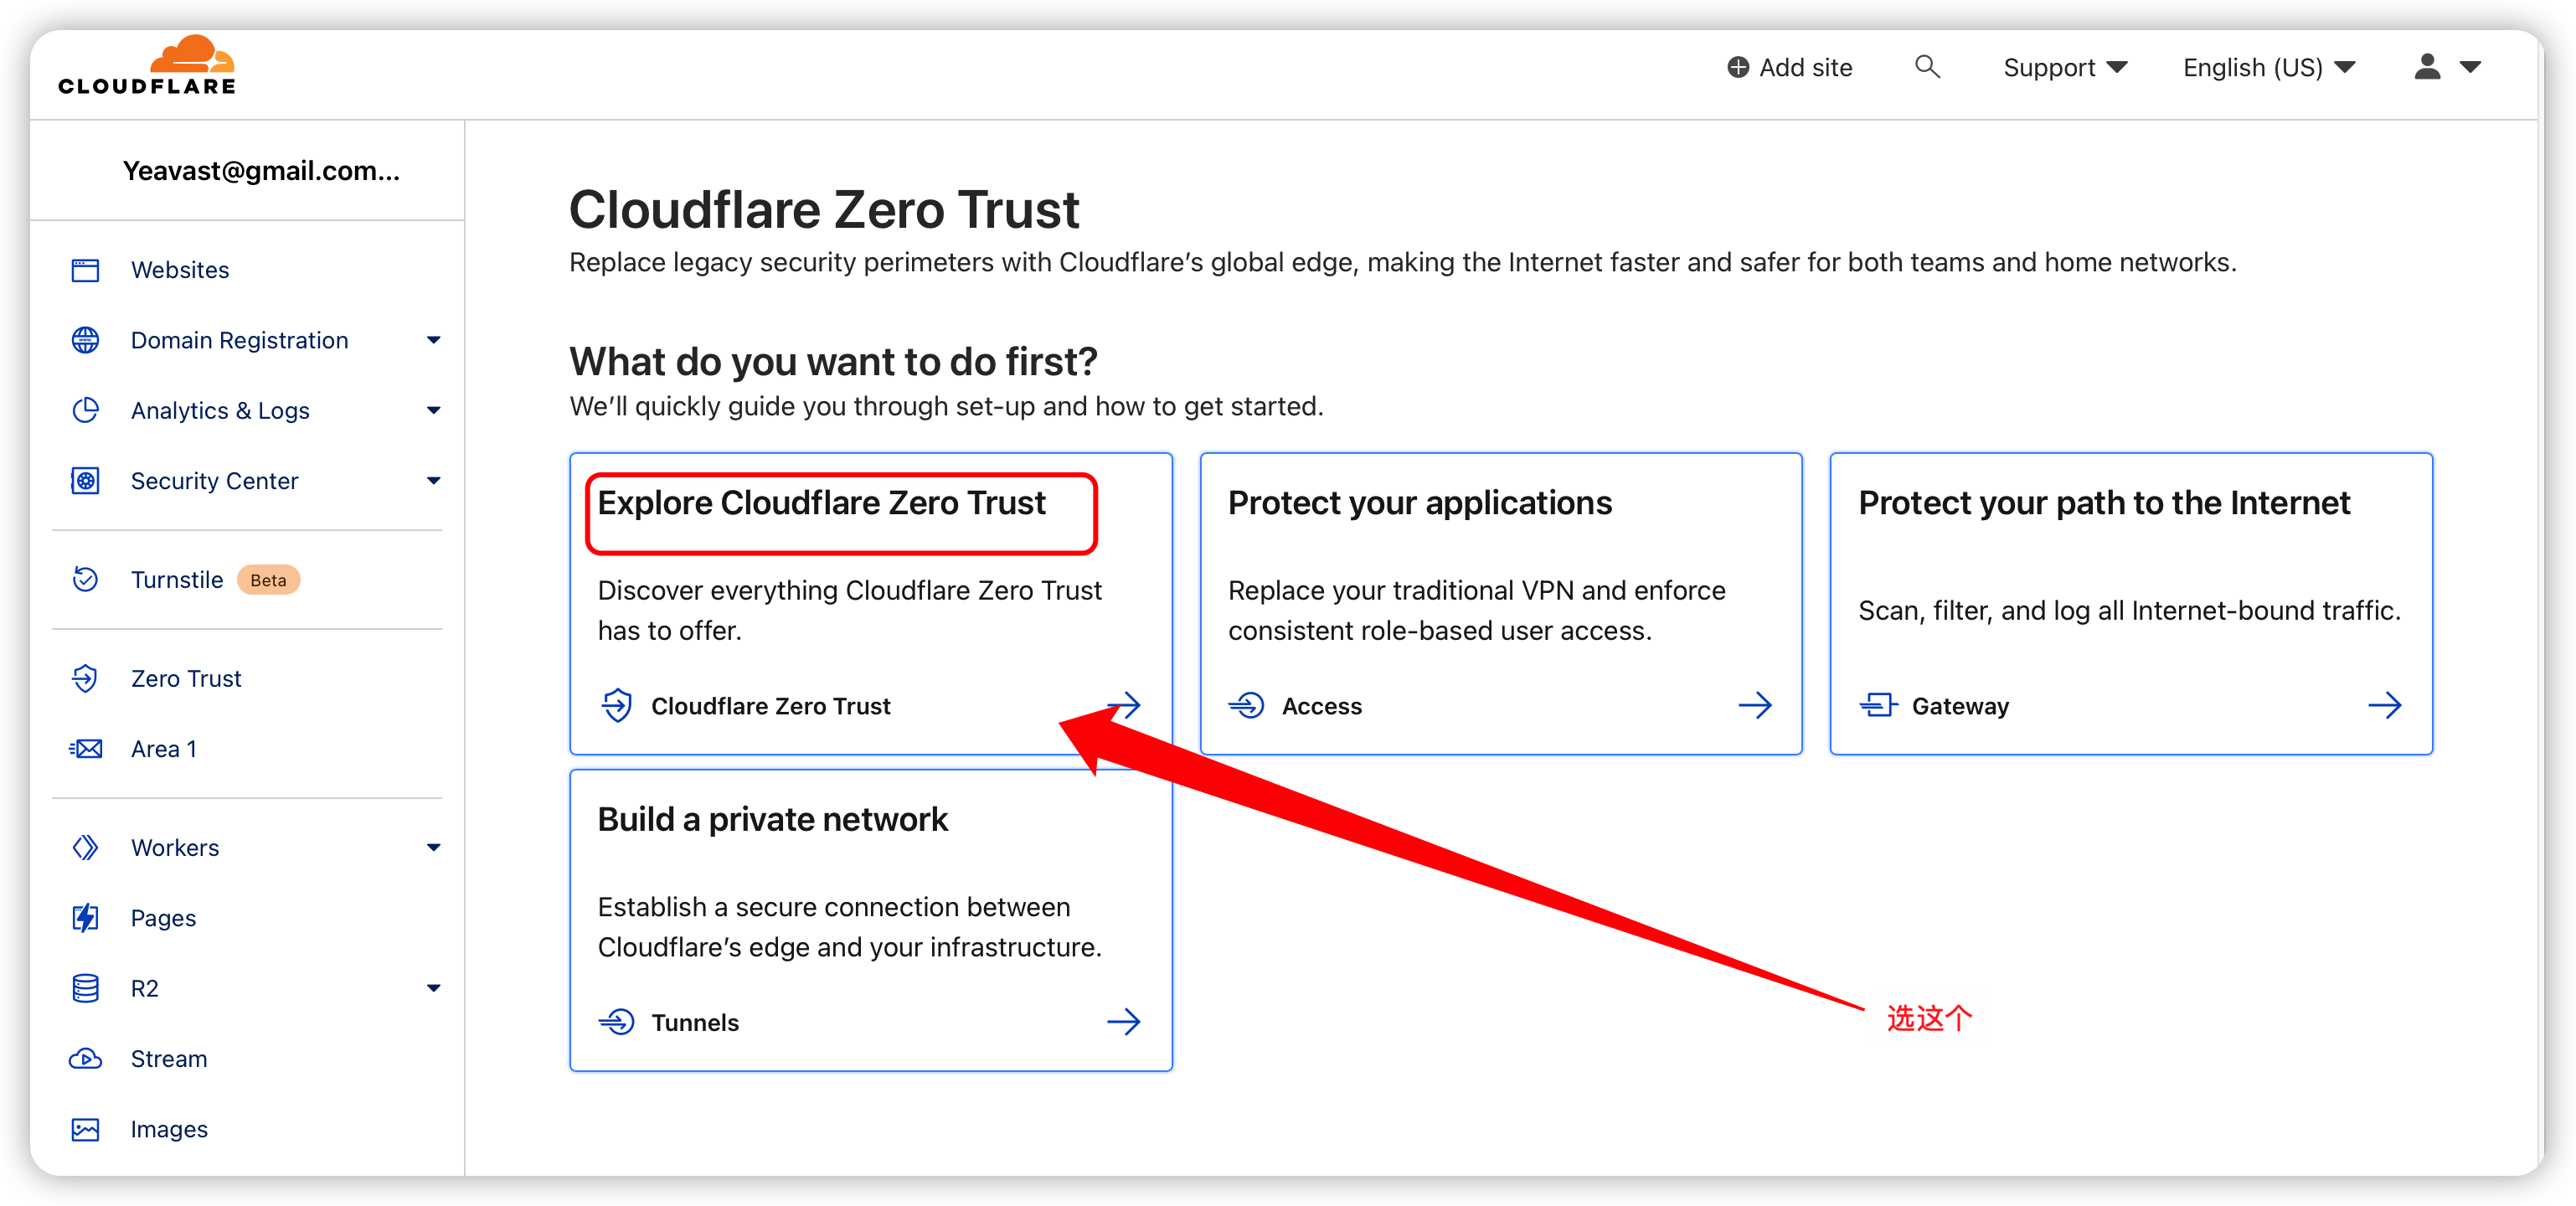 CLOUDFLARE
Add site
Support
English (US)
Yeavast@gmail.com...
Websites
Domain Registration
Analytics & Logs
Security Center
Turnstile Beta
Zero Trust
Area 1
Workers
Pages
R2
Stream
Images
Cloudflare Zero Trust
Replace legacy security perimeters with Cloudflare’s global edge, making the Internet faster and safer for both teams and home networks.
What do you want to do first?
We’ll quickly guide you through set-up and how to get started.
Explore Cloudflare Zero Trust
Discover everything Cloudflare Zero Trust
has to offer.
Cloudflare Zero Trust
Protect your applications
Replace your traditional VPN and enforce
consistent role-based user access.
Access
Protect your path to the Internet
Scan, filter, and log all Internet-bound traffic.
Gateway
Build a private network
Establish a secure connection between
Cloudflare’s edge and your infrastructure.
Tunnels
选这个